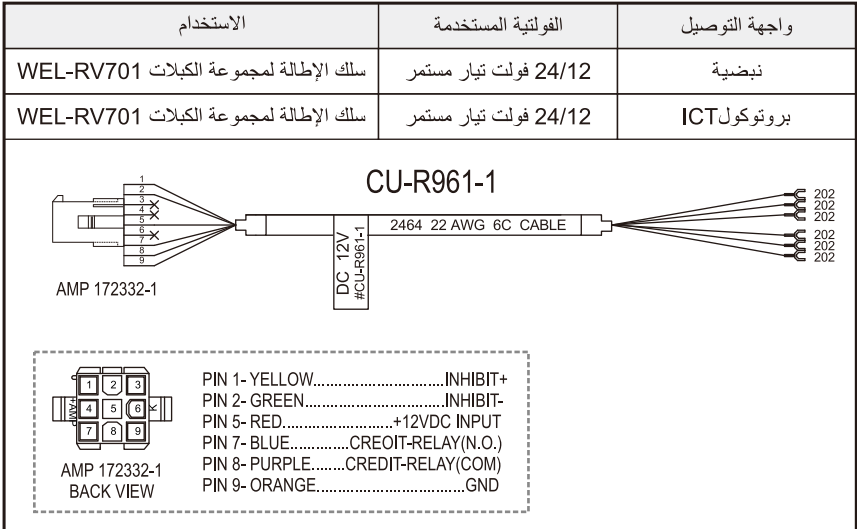 واجهة التوصيل الفولتية المستخدمة الاستخدام
نبضية 24/12 فولت تيار مستمر سلك الإطالة لمجموعة الكبلات WEL-RV701
بروتوكولICT 24/12 فولت تيار مستمر سلك الإطالة لمجموعة الكبلات WEL-RV701
CU-R961-1
1
2
3
4
5
6
7
8
9
AMP 172332-1
DC 12V
#CU-R961-1
2464 22 AWG 6C CABLE
202
202
202
202
202
202
1 2 3
4 5 6
7 8 9
AMP
K
AMP 172332-1
BACK VIEW
PIN 1- YELLOW........................INHIBIT+
PIN 2- GREEN..........................INHIBIT-
PIN 5- RED....................+12VDC INPUT
PIN 7- BLUE...........CREOIT-RELAY(N.O.)
PIN 8- PURPLE.......CREDIT-RELAY(COM)
PIN 9- ORANGE...........................GND